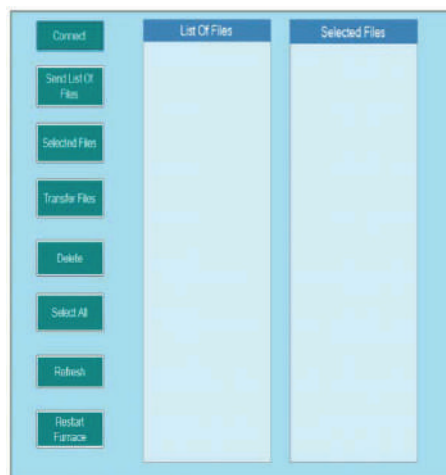 Connect
Send List Of
Files
Selected Files
Transfer Files
Delete
Select All
Refresh
Restart
Furnace
List Of Files
Selected Files